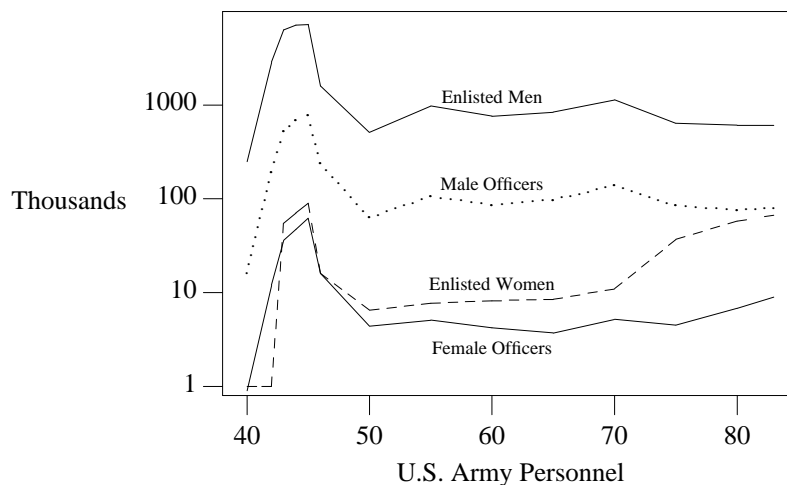 1000
Enlisted Men
Thousands
100
Male Officers
10
Enlisted Women
Female Officers
1
40 50 60 70 80
U.S. Army Personnel